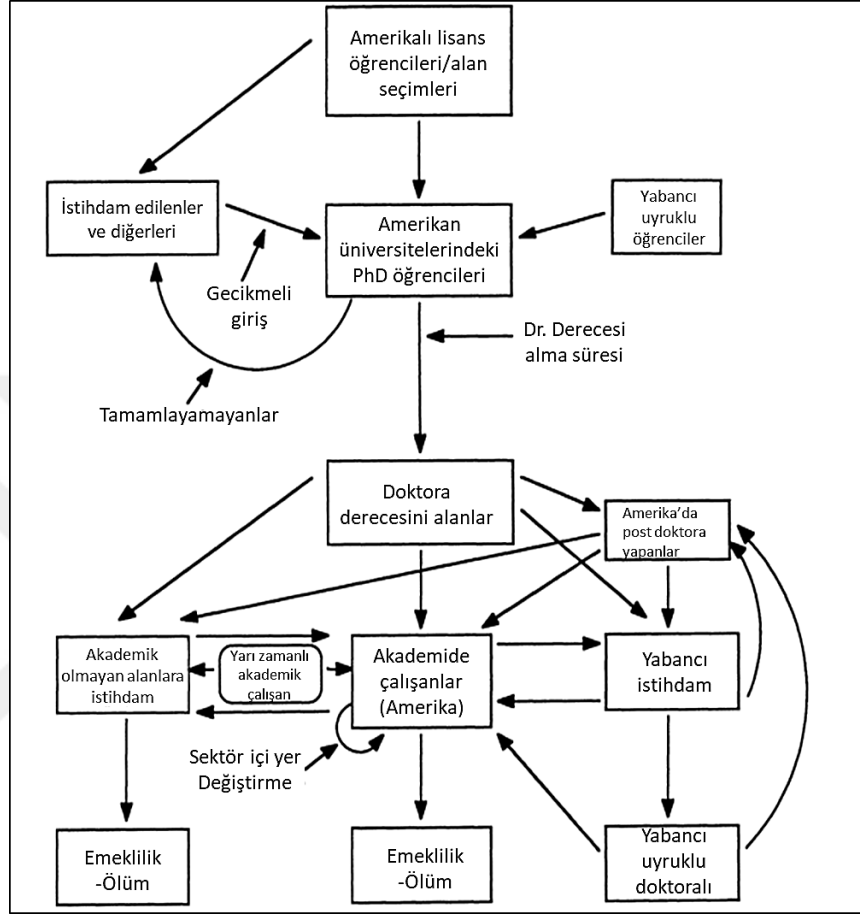 Amerikalı lisans
öğrencileri/alan
seçimleri
İstihdam edilenler
ve diğerleri
Amerikan
üniversitelerindeki
PhD öğrencileri
Yabancı
uyruklu
öğrenciler
Gecikmeli
giriş
Dr. Derecesi
alma süresi
Tamamlayamayanlar
Doktora
derecesini alanlar
Amerika’da
post doktora
yapanlar
Akademik
olmayan alanlara
istihdam
Yarı zamanlı
akademik
çalışan
Akademide
çalışanlar
(Amerika)
Yabancı
istihdam
Sektör içi yer
Değiştirme
Emeklilik
-Ölüm
Emeklilik
-Ölüm
Yabancı
uyruklu
doktoralı